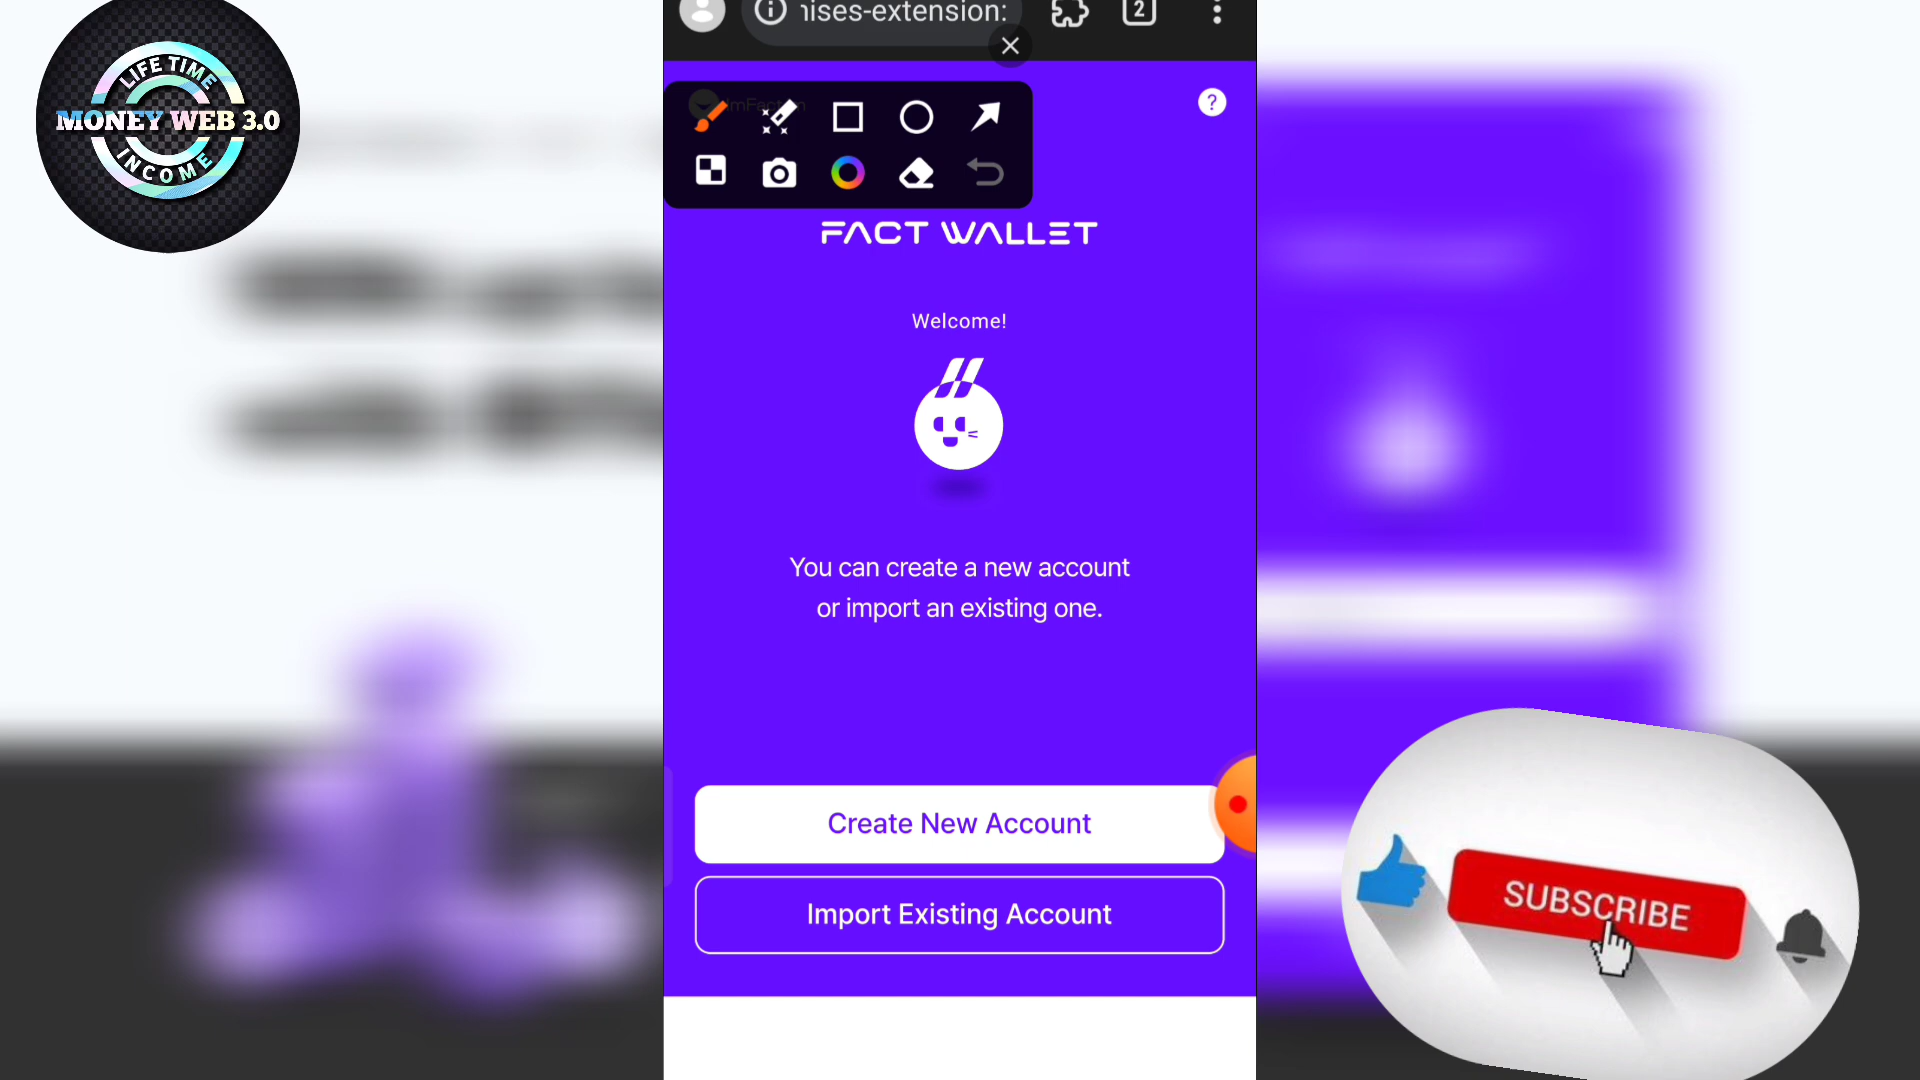 LIFE TIME
MONEY WEB 3.0
INCOME
nises-extension:
2
?
FACT WALLET
Welcome!
You can create a new account
or import an existing one.
Create New Account
Import Existing Account
SUBSCRIBE